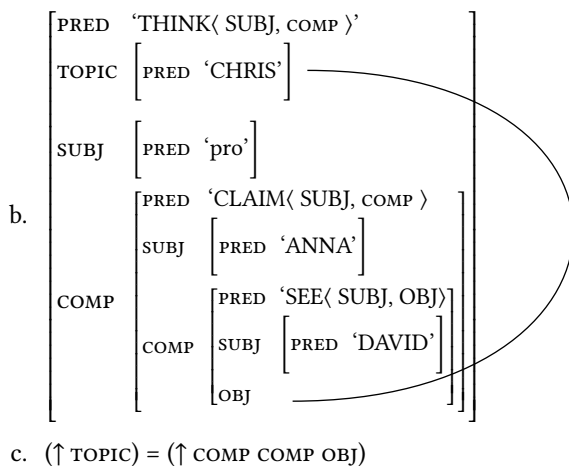 PRED ‘THINK⟨ SUBJ, COMP ⟩’
TOPIC [PRED ‘CHRIS’]
SUBJ [PRED ‘pro’]
PRED ‘CLAIM⟨ SUBJ, COMP ⟩
b.
SUBJ [PRED ‘ANNA’]
COMP
PRED ‘SEE⟨ SUBJ, OBJ⟩
COMP SUBJ [PRED ‘DAVID’]
OBJ
c. (↑ TOPIC) = (↑ COMP COMP OBJ)